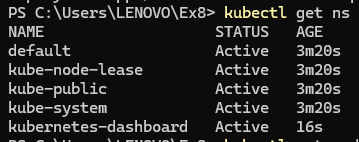 PS C:\Users\LENOVO\Ex8> kubectl get ns
NAME STATUS AGE
default Active 3m20s
kube-node-lease Active 3m20s
kube-public Active 3m20s
kube-system Active 3m20s
kubernetes-dashboard Active 16s